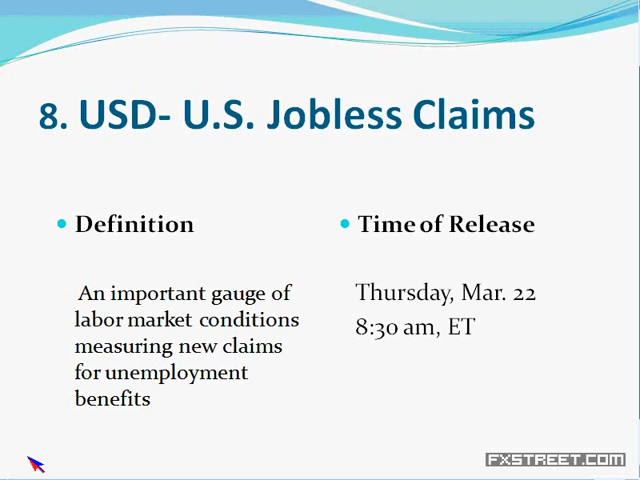 8. USD- U.S. Jobless Claims
Definition
An important gauge of
labor market conditions
measuring new claims
for unemployment
benefits
Time of Release
Thursday, Mar. 22
8:30 am, ET
FXSTREET.COM